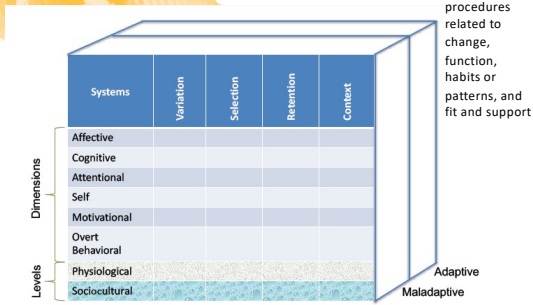 procedures
related to
change,
function,
habits or
patterns, and
fit and support
Systems
Variation
Selection
Retention
Context
Dimensions
Affective
Cognitive
Attentional
Self
Motivational
Overt
Behavioral
Levels
Physiological
Sociocultural
Adaptive
Maladaptive